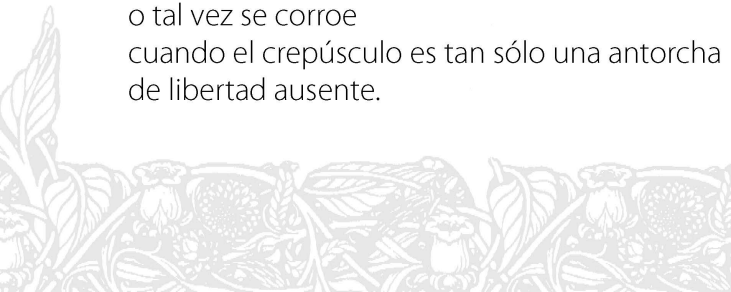 o tal vez se corroe
cuando el crepúsculo es tan sólo una antorcha
de libertad ausente.